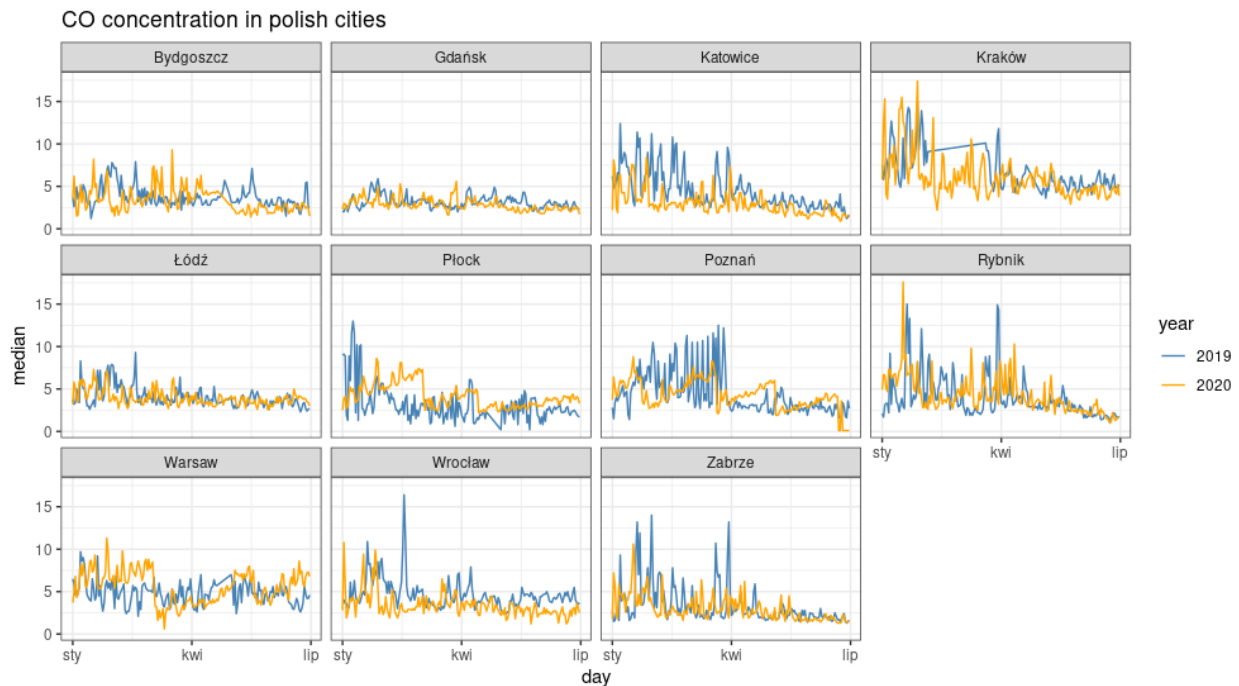 CO concentration in polish cities
Bydgoszcz Gdańsk Katowice Kraków
15
10
5
0
Łódź Płock Poznań Rybnik
15
10
5
0
sty kwi lip
Warsaw Wrocław Zabrze
15
10
5
0
sty kwi lip sty kwi lip sty kwi lip
day
median
year
2019
2020